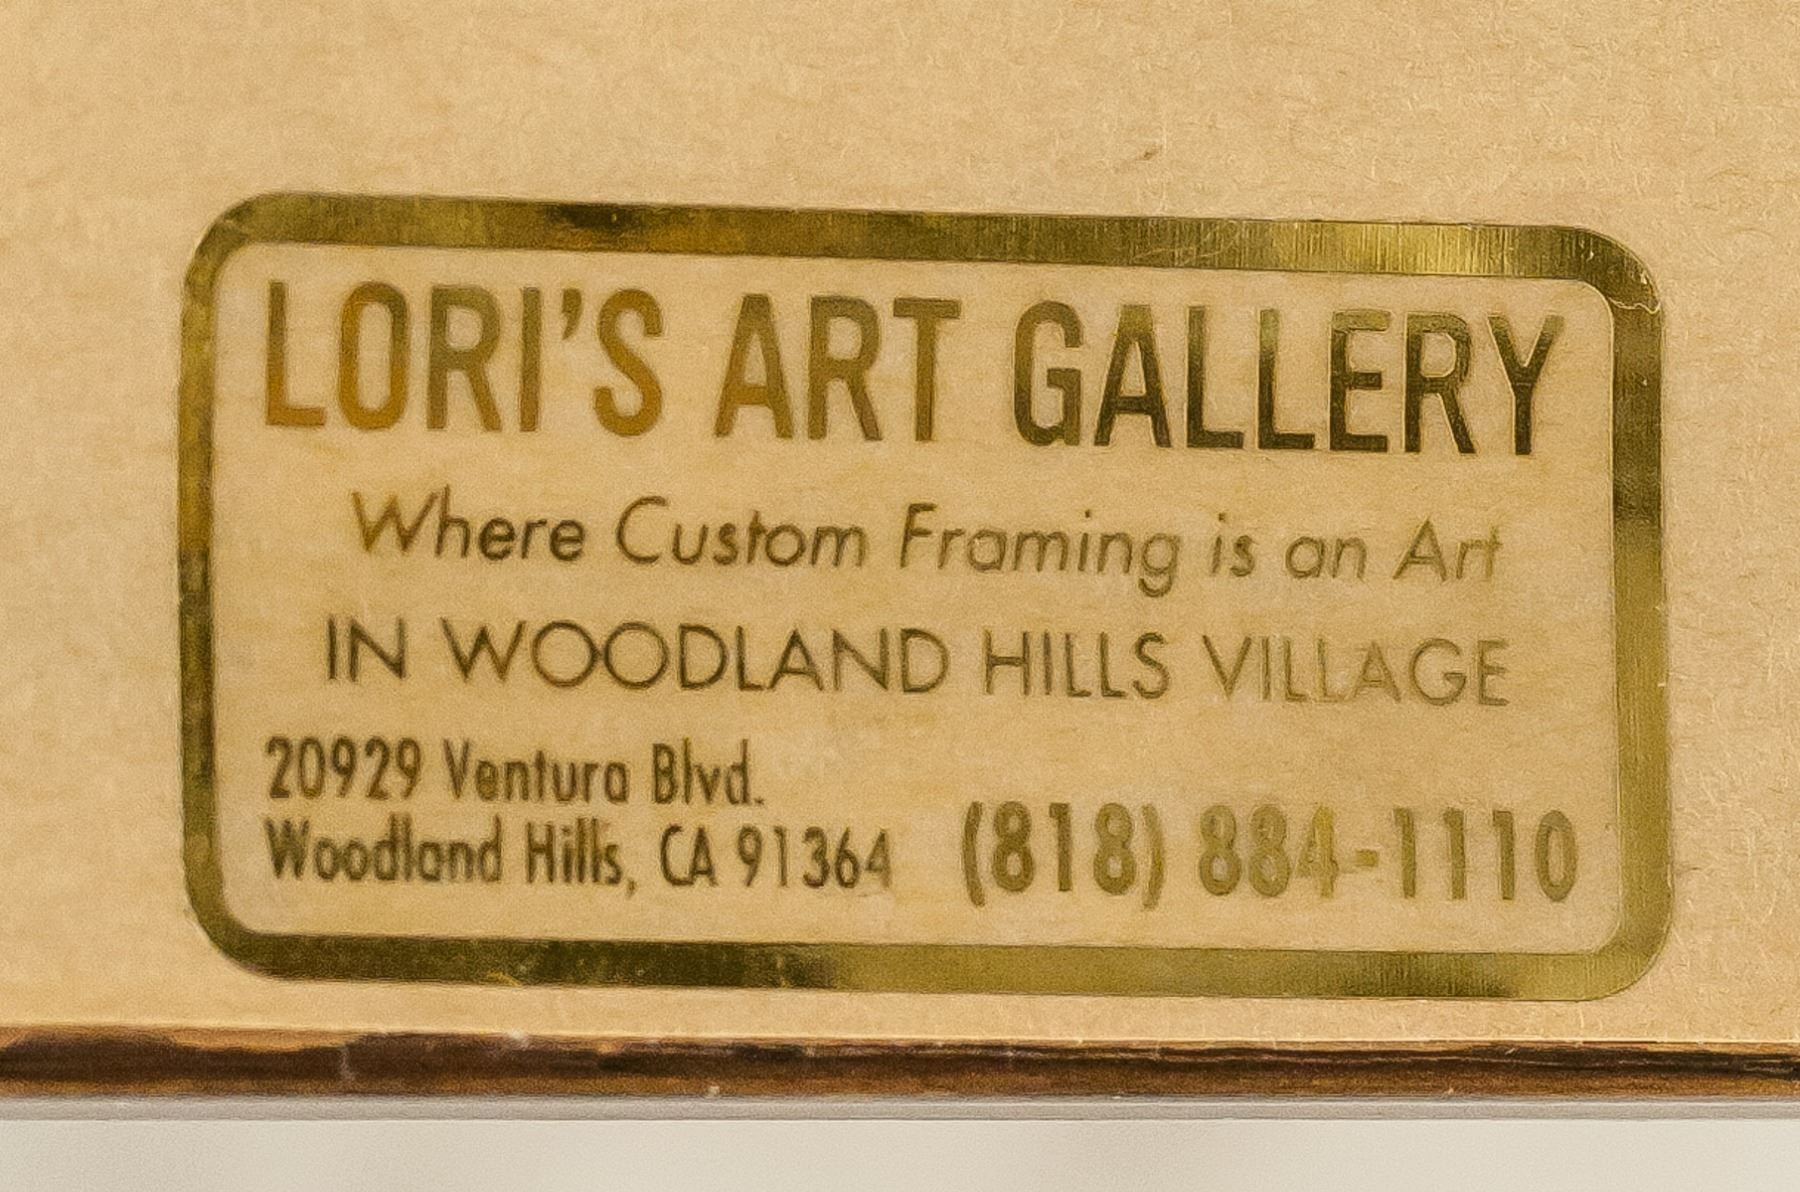 LORI'S ART GALLERY
Where Custom Framing is an Art
IN WOODLAND HILLS VILLAGE
20929 Ventura Blvd.
Woodland Hills, CA 91364 (818) 884-1110